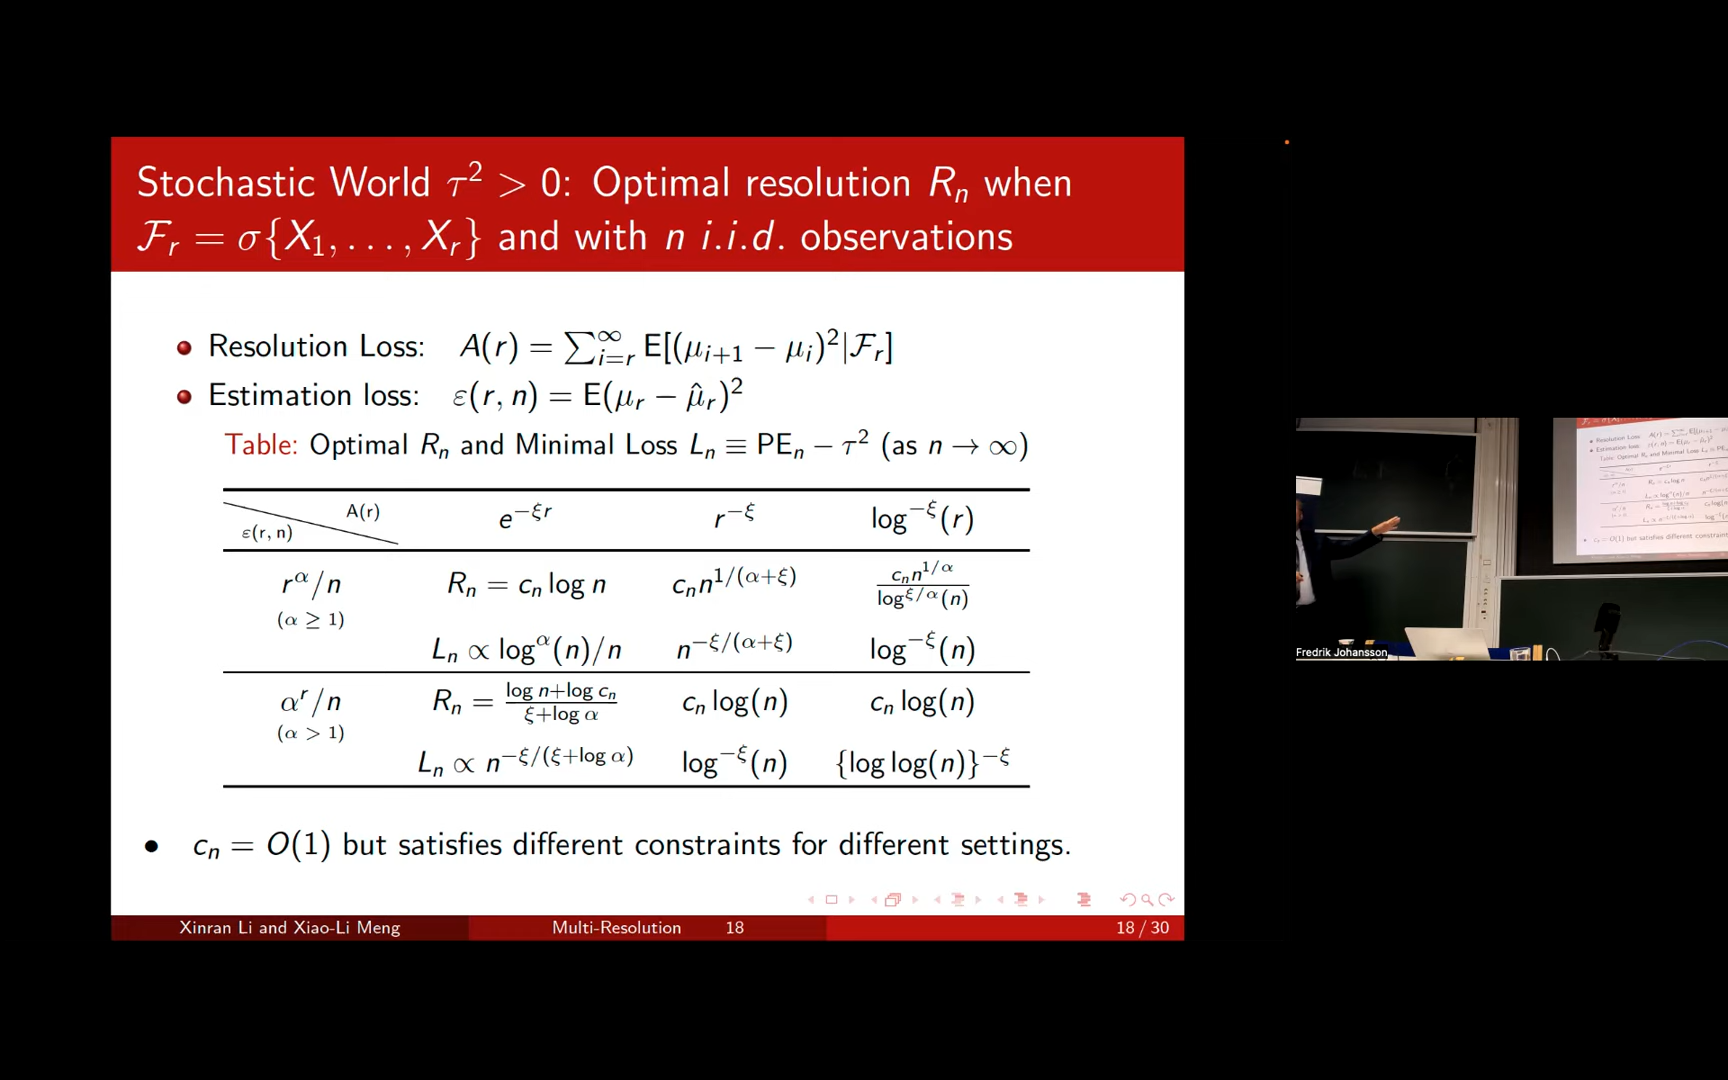 Stochastic World τ² > 0: Optimal resolution Rₙ when
ℱᵣ = σ{X₁, . . . , Xᵣ} and with n i.i.d. observations
Resolution Loss: A(r) = ∑_{i=r}^{∞} E[(μ_{i+1} − μ_i)²|ℱᵣ]
Estimation loss: ε(r, n) = E(μᵣ − μ̂ᵣ)²
Table: Optimal Rₙ and Minimal Loss Lₙ ≡ PEₙ − τ² (as n → ∞)
A(r) ε(r, n) e^{−ξr} r^{−ξ} log^{−ξ}(r)
r^α/n Rₙ = cₙ log n cₙn^{1/(α+ξ)} cₙn^{1/α} / log^{ξ/α}(n)
(α ≥ 1)
Lₙ ∝ log^α(n)/n n^{−ξ/(α+ξ)} log^{−ξ}(n)
α^r/n Rₙ = (log n+log cₙ) / (ξ+log α) cₙ log(n) cₙ log(n)
(α > 1)
Lₙ ∝ n^{−ξ/(ξ+log α)} log^{−ξ}(n) {log log(n)}^{−ξ}
cₙ = O(1) but satisfies different constraints for different settings.
Xinran Li and Xiao-Li Meng Multi-Resolution 18 18 / 30
Fredrik Johansson